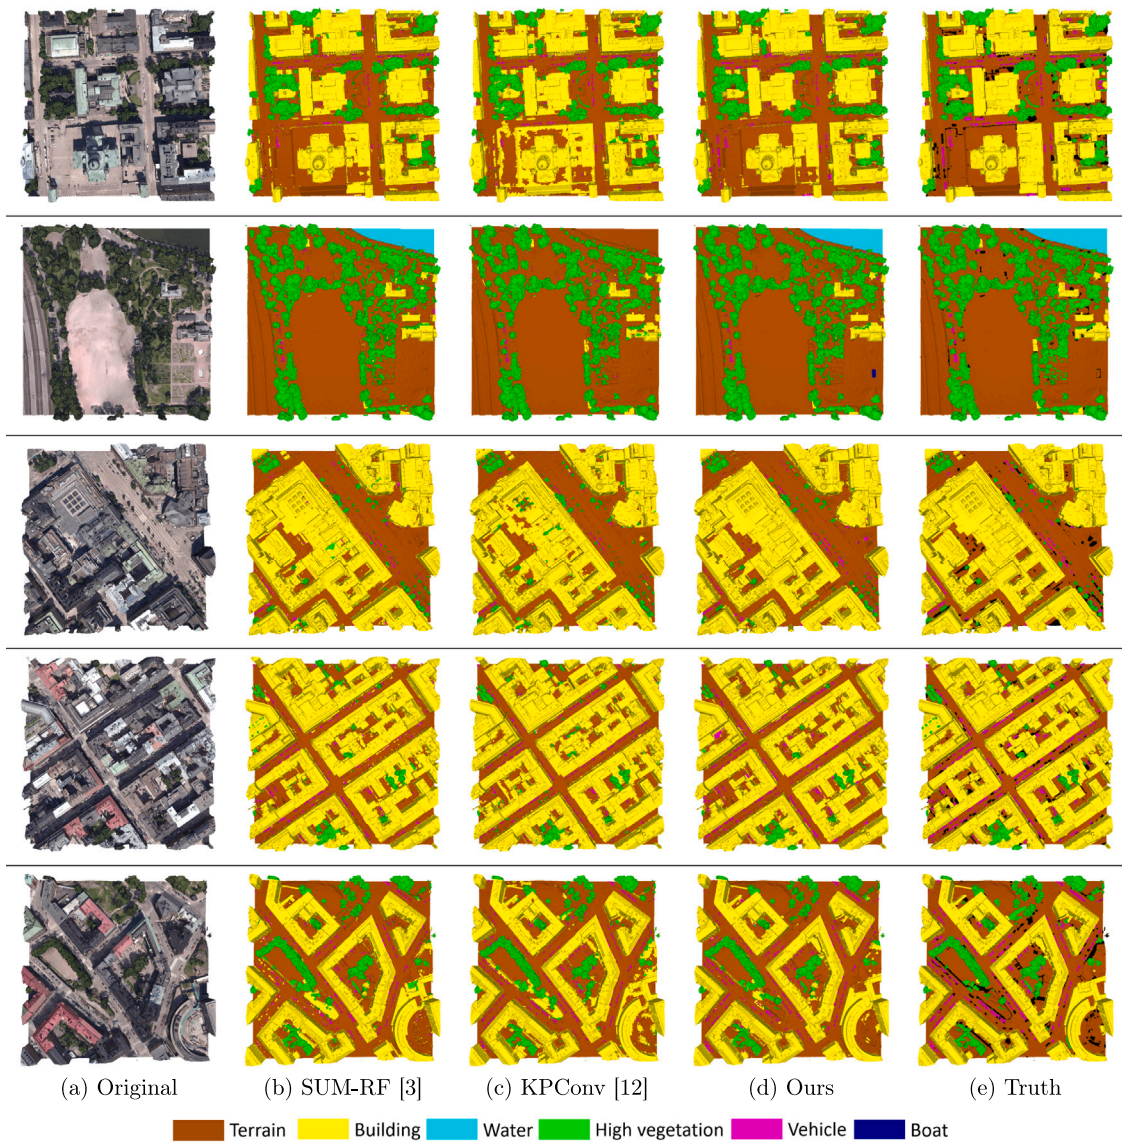 (a) Original (b) SUM-RF [3] (c) KPConv [12] (d) Ours (e) Truth
Terrain Building Water High vegetation Vehicle Boat